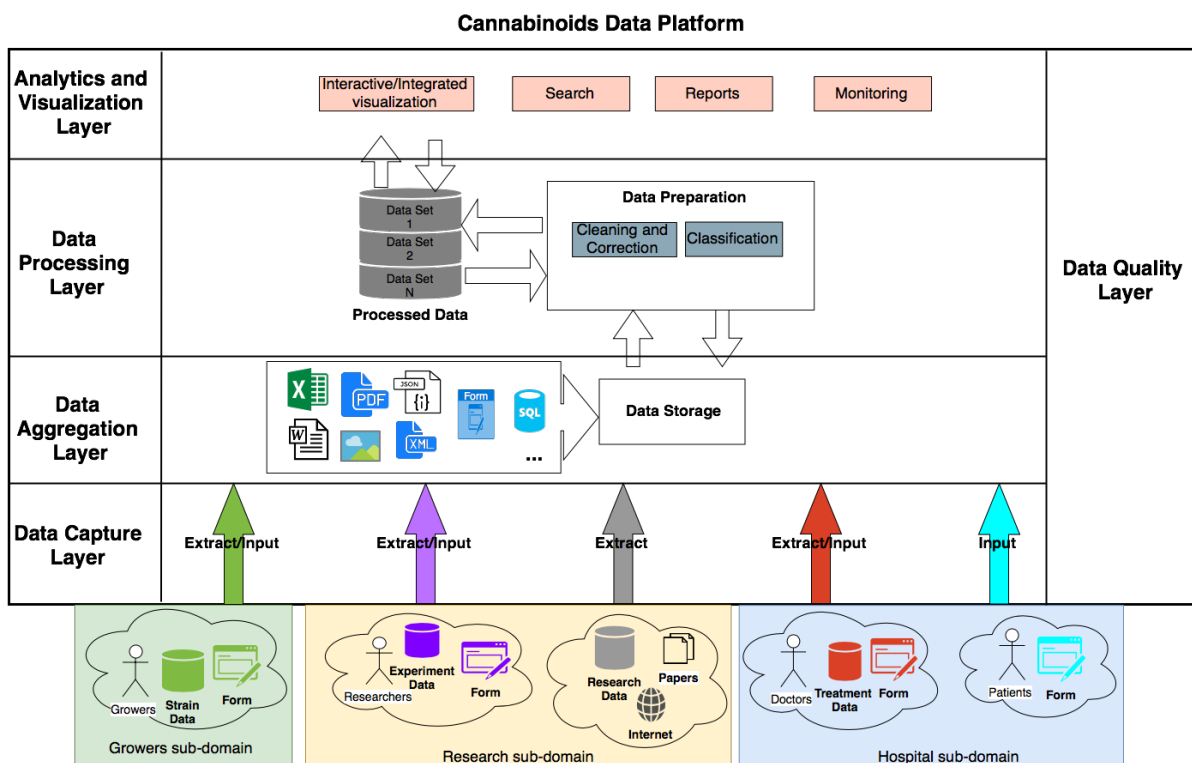 Cannabinoids Data Platform
Analytics and
Visualization
Layer
Interactive/Integrated
visualization
Search
Reports
Monitoring
Data
Processing
Layer
Data Set
1
Data Set
2
Data Set
N
Processed Data
Data Preparation
Cleaning and
Correction
Classification
Data Quality
Layer
Data
Aggregation
Layer
X
PDF
JSON
{i}
Form
SQL
W
XML
...
Data Storage
Data Capture
Layer
Extract/Input
Extract/Input
Extract
Extract/Input
Input
Growers
Strain
Data
Form
Growers sub-domain
Researchers
Experiment
Data
Form
Research
Data
Papers
Internet
Research sub-domain
Doctors
Treatment
Data
Form
Patients
Form
Hospital sub-domain